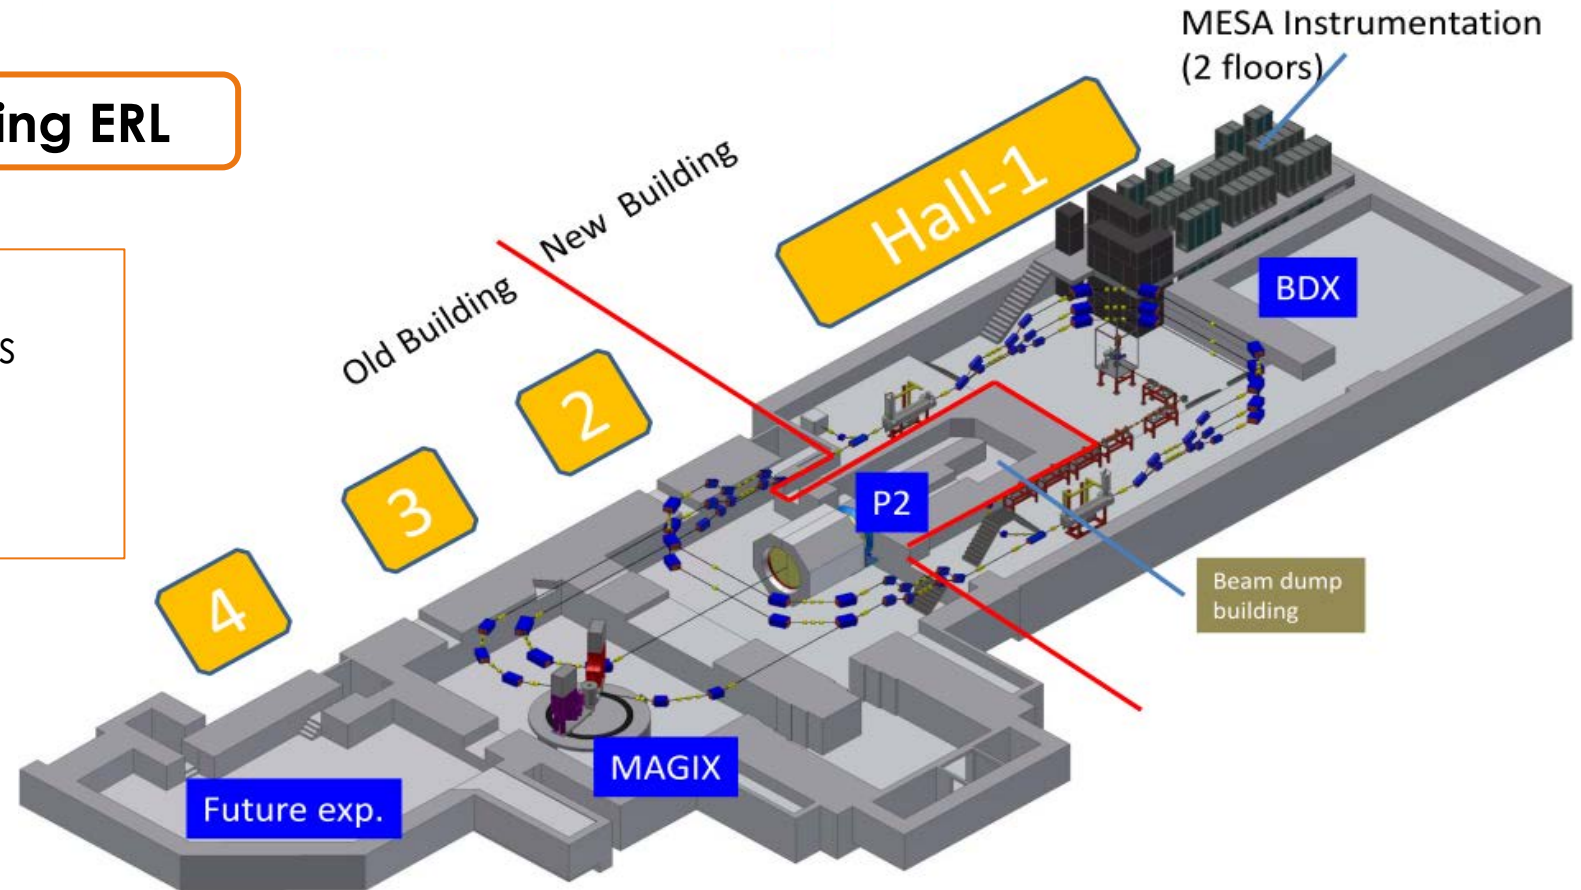 MESA Instrumentation
(2 floors)
ing ERL
New Building
Hall-1
Old Building
BDX
s
2
3
P2
4
Beam dump
building
MAGIX
Future exp.